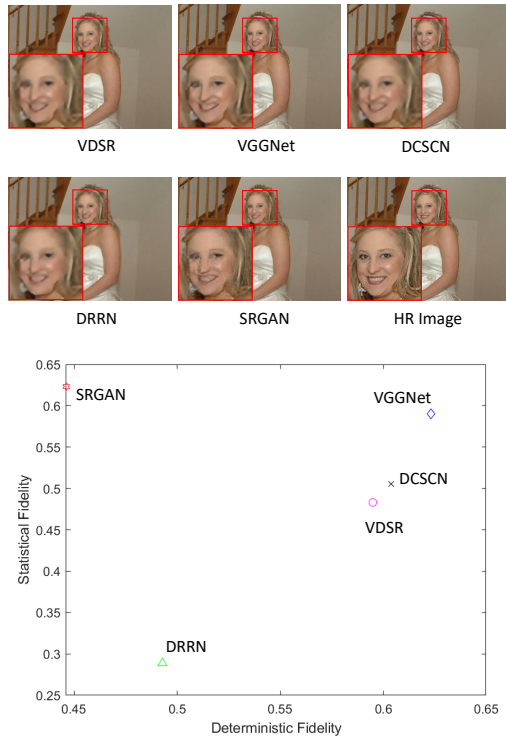 VDSR
VGGNet
DCSCN
DRRN
SRGAN
HR Image
0.65
SRGAN
VGGNet
0.6
0.55
DCSCN
0.5
VDSR
0.45
0.4
0.35
DRRN
0.3
0.25
0.45
0.5
0.55
0.6
0.65
Statistical Fidelity
Deterministic Fidelity